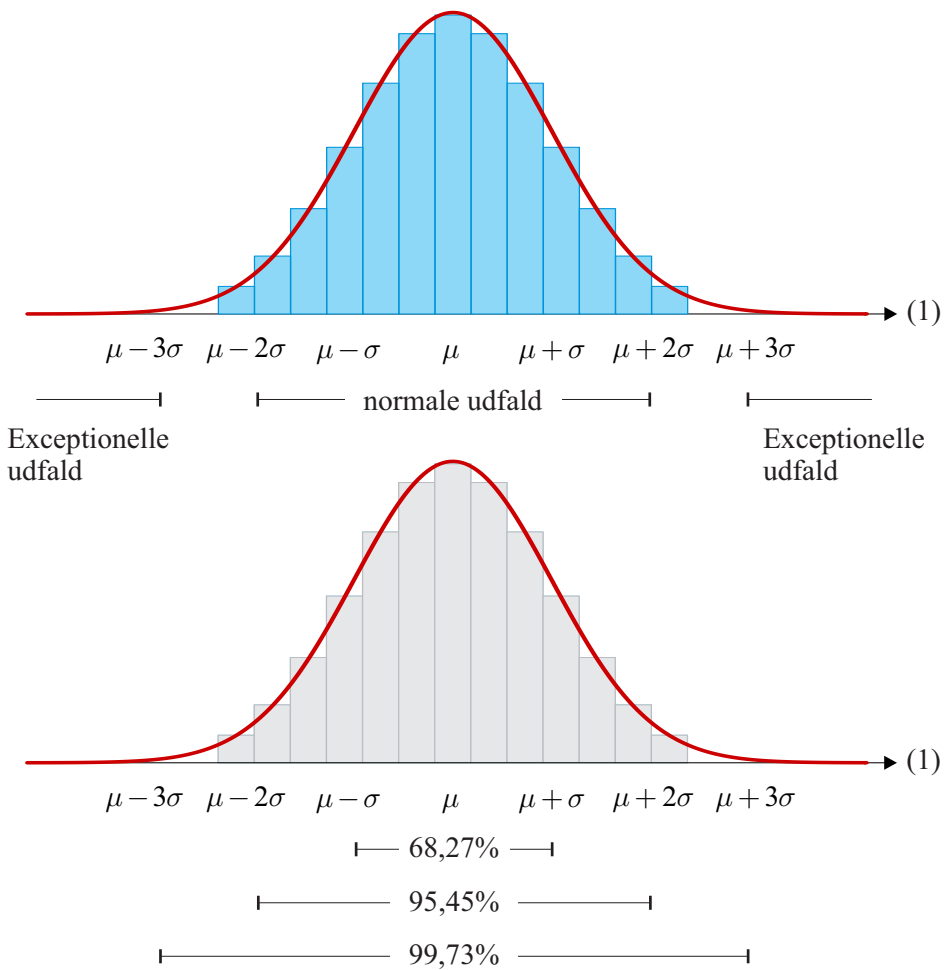 (1)
μ − 3σ μ − 2σ μ − σ μ μ + σ μ + 2σ μ + 3σ
normale udfald
Exceptionelle
udfald
Exceptionelle
udfald
(1)
μ − 3σ μ − 2σ μ − σ μ μ + σ μ + 2σ μ + 3σ
68,27%
95,45%
99,73%